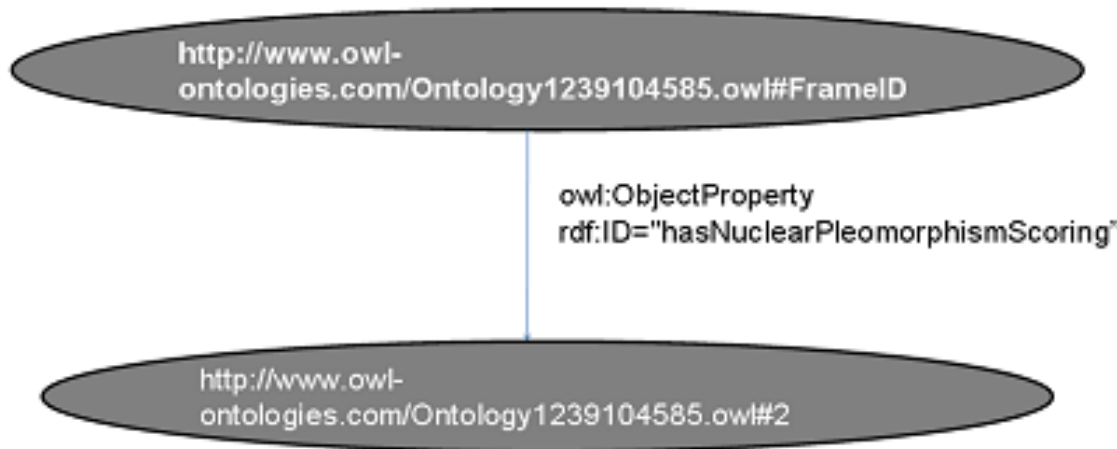 http://www.owl-
ontologies.com/Ontology1239104585.owl#FrameID
owl:ObjectProperty
rdf:ID="hasNuclearPleomorphismScoring"
http://www.owl-
ontologies.com/Ontology1239104585.owl#2